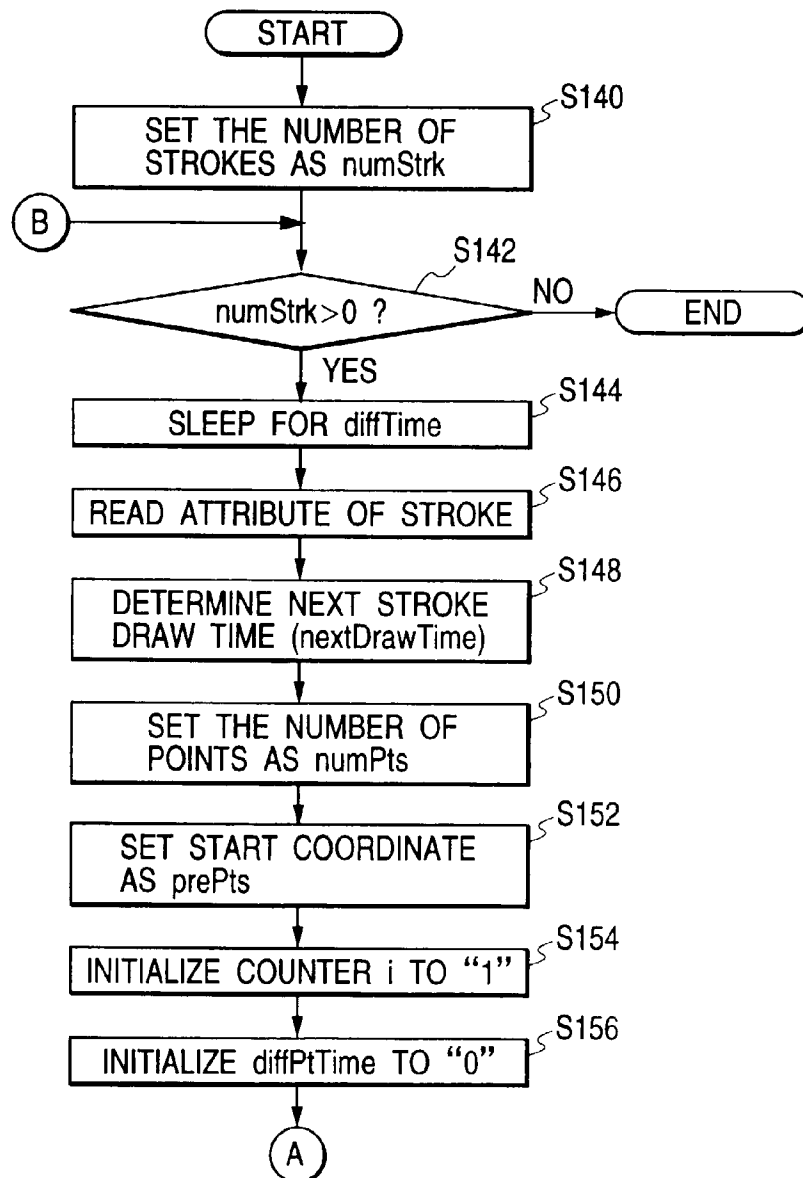 START
S140
SET THE NUMBER OF
STROKES AS numStrk
B
S142
numStrk>0 ?
NO
END
YES
S144
SLEEP FOR diffTime
S146
READ ATTRIBUTE OF STROKE
S148
DETERMINE NEXT STROKE
DRAW TIME (nextDrawTime)
S150
SET THE NUMBER OF
POINTS AS numPts
S152
SET START COORDINATE
AS prePts
S154
INITIALIZE COUNTER i TO “1”
S156
INITIALIZE diffPtTime TO “0”
A